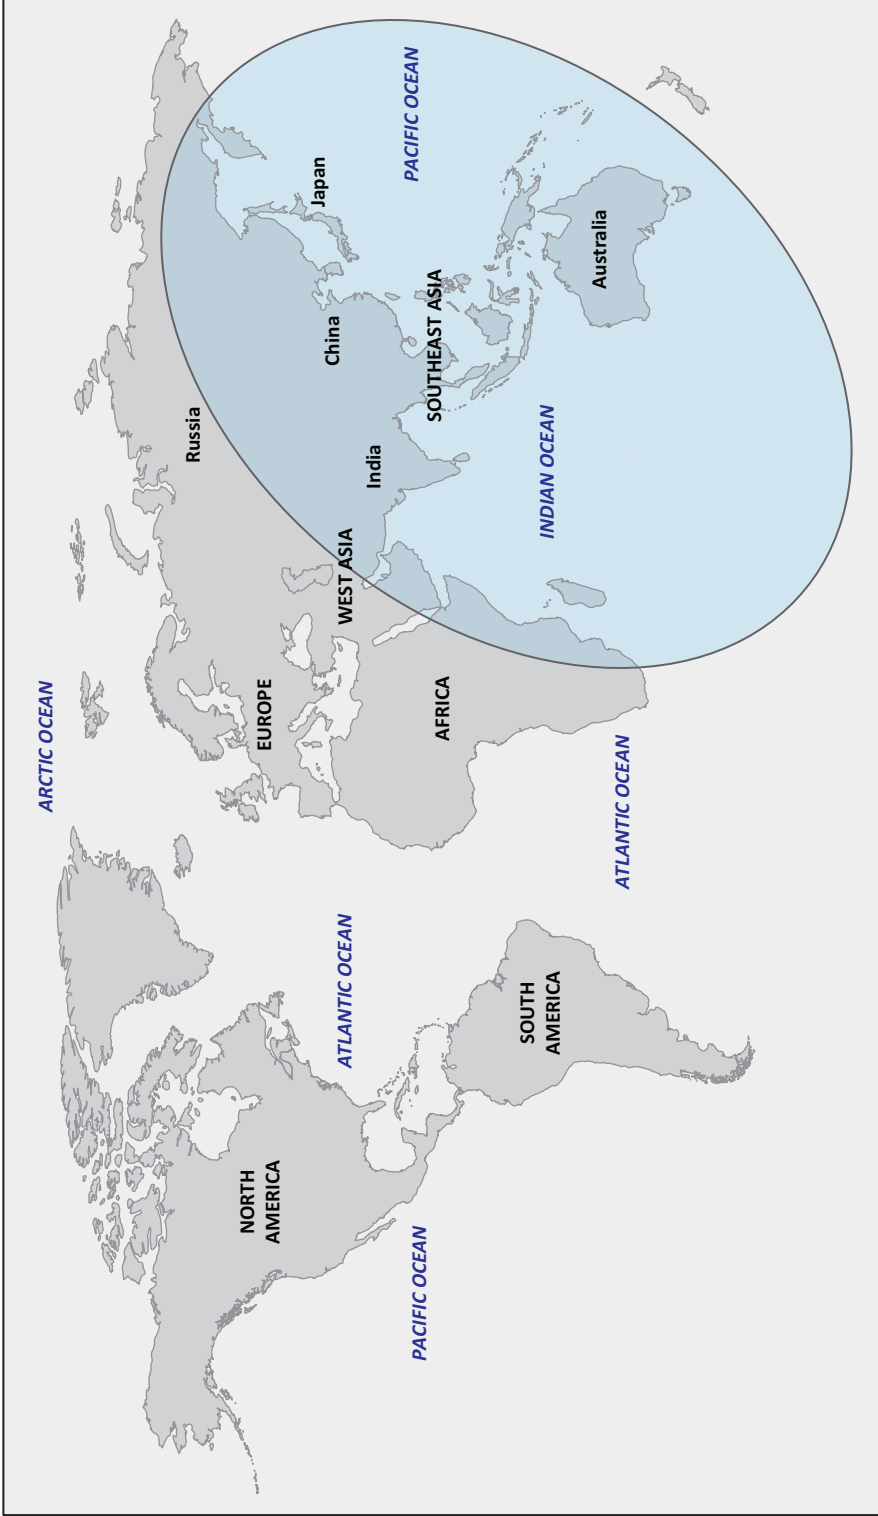 ARCTIC OCEAN
Russia
EUROPE
NORTH
AMERICA
Japan
China
WEST ASIA
ATLANTIC OCEAN
India
PACIFIC OCEAN
PACIFIC OCEAN
SOUTHEAST ASIA
AFRICA
SOUTH
AMERICA
INDIAN OCEAN
Australia
ATLANTIC OCEAN